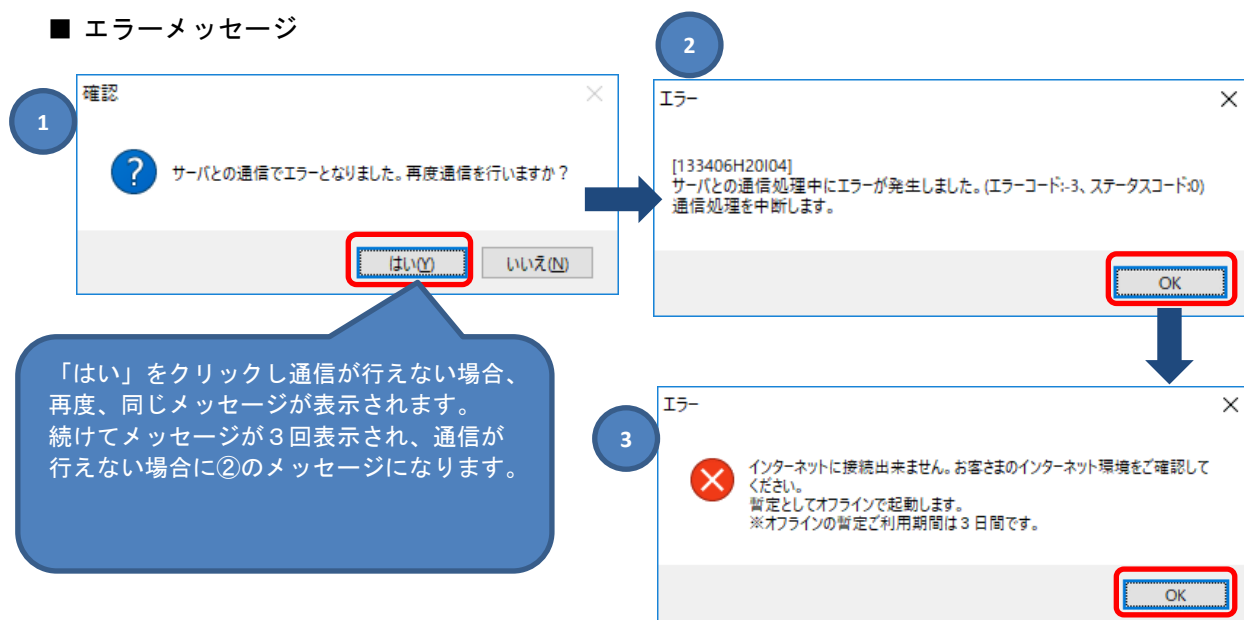 ■ エラーメッセージ
1
確認
サーバとの通信でエラーとなりました。再度通信を行いますか？
はい(Y)
いいえ(N)
「はい」をクリックし通信が行えない場合、
再度、同じメッセージが表示されます。
続けてメッセージが３回表示され、通信が
行えない場合に②のメッセージになります。
2
エラー
[133406H20I04]
サーバとの通信処理中にエラーが発生しました。(エラーコード:-3、ステータスコード:0)
通信処理を中断します。
OK
3
エラー
インターネットに接続出来ません。お客さまのインターネット環境をご確認して
ください。
暫定としてオフラインで起動します。
※オフラインの暫定ご利用期間は３日間です。
OK